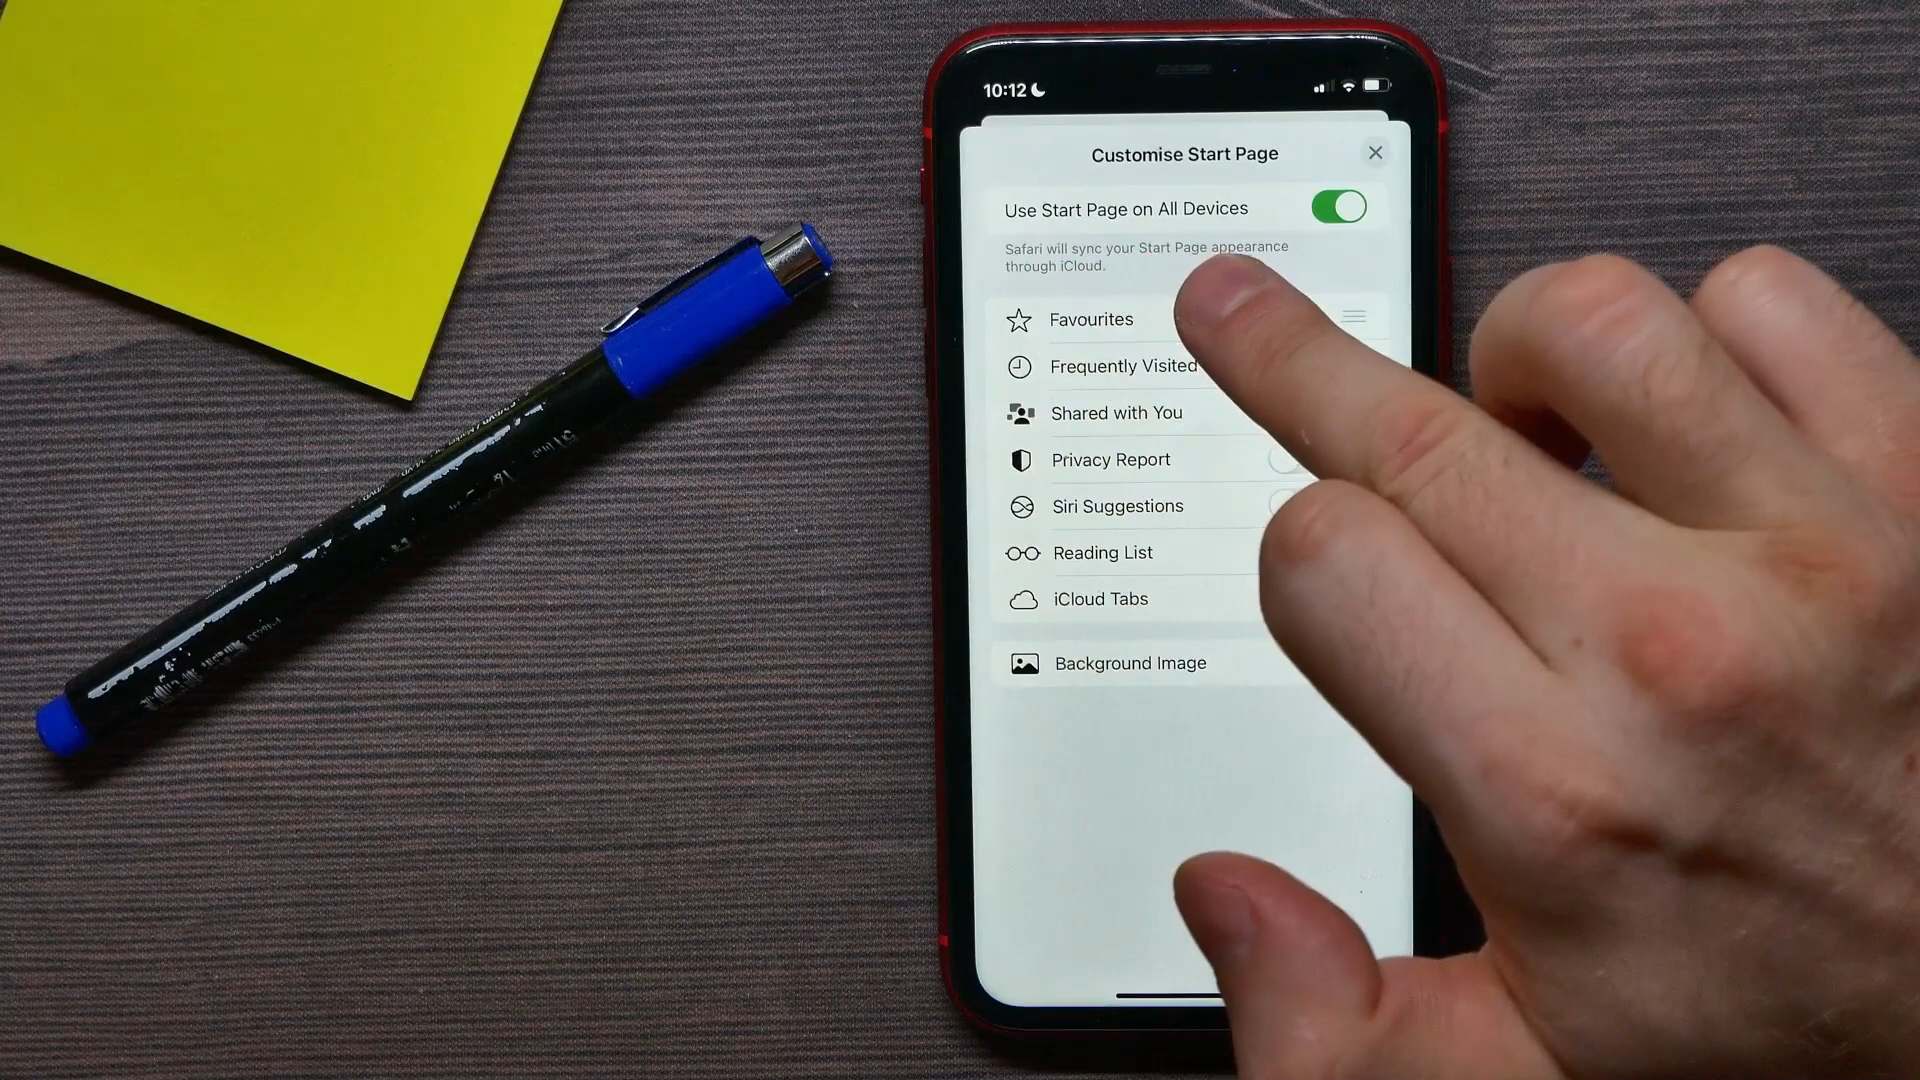 10:12
Customise Start Page
Use Start Page on All Devices
Safari will sync your Start Page appearance
through iCloud.
Favourites
Frequently Visited
Shared with You
Privacy Report
Siri Suggestions
Reading List
iCloud Tabs
Background Image